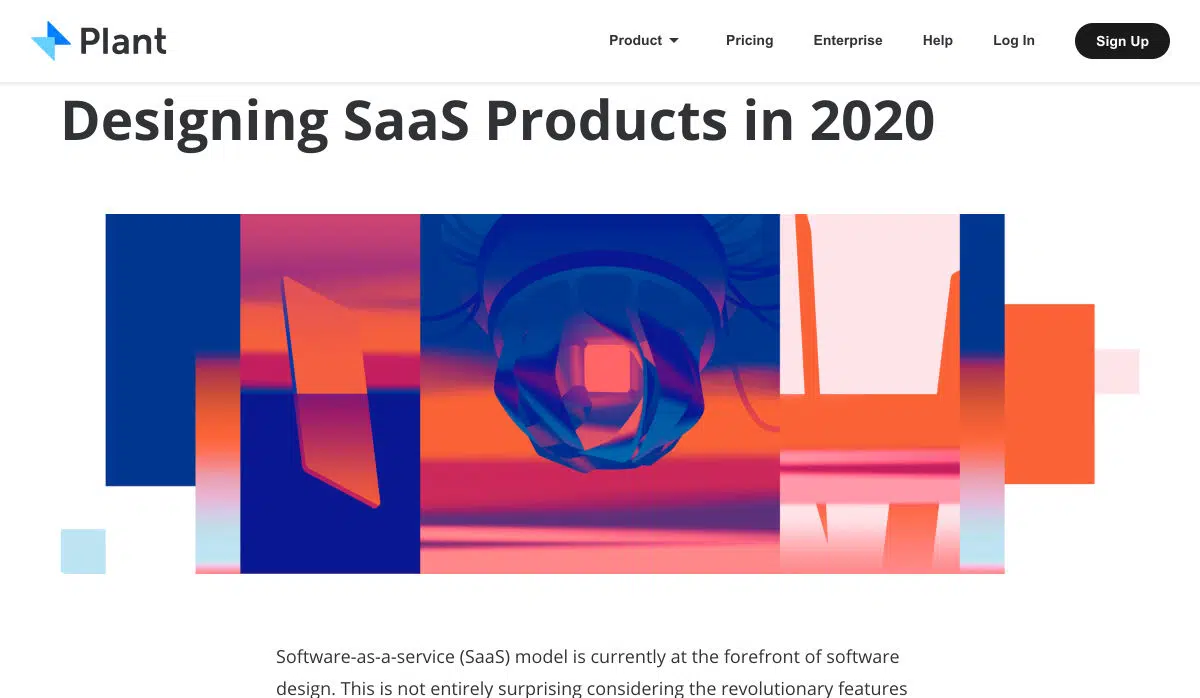 Plant
Product
Pricing
Enterprise
Help
Log In
Sign Up
Designing SaaS Products in 2020
Software-as-a-service (SaaS) model is currently at the forefront of software
design. This is not entirely surprising considering the revolutionary features